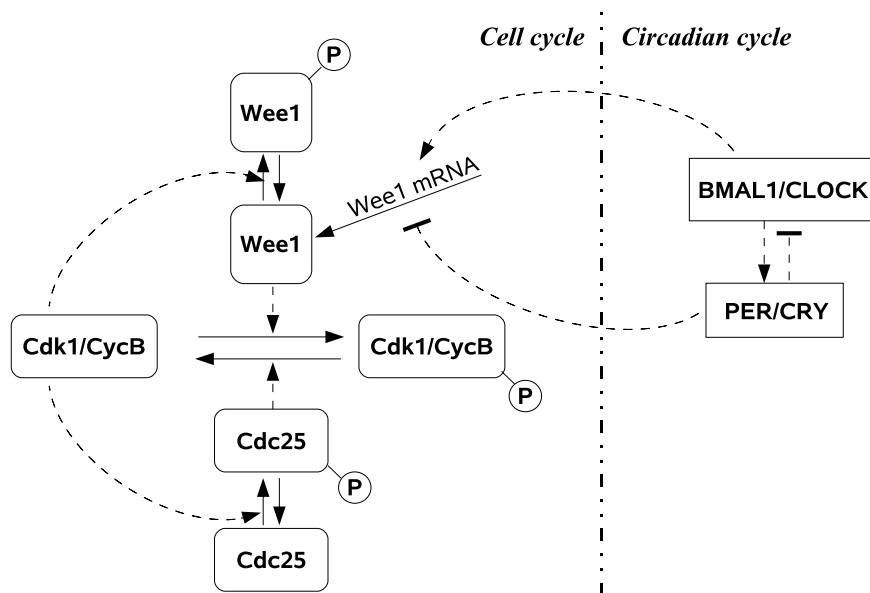 Cell cycle
Circadian cycle
P
Wee1
Wee1 mRNA
BMAL1/CLOCK
Wee1
PER/CRY
Cdk1/CycB
Cdk1/CycB
P
Cdc25
P
Cdc25